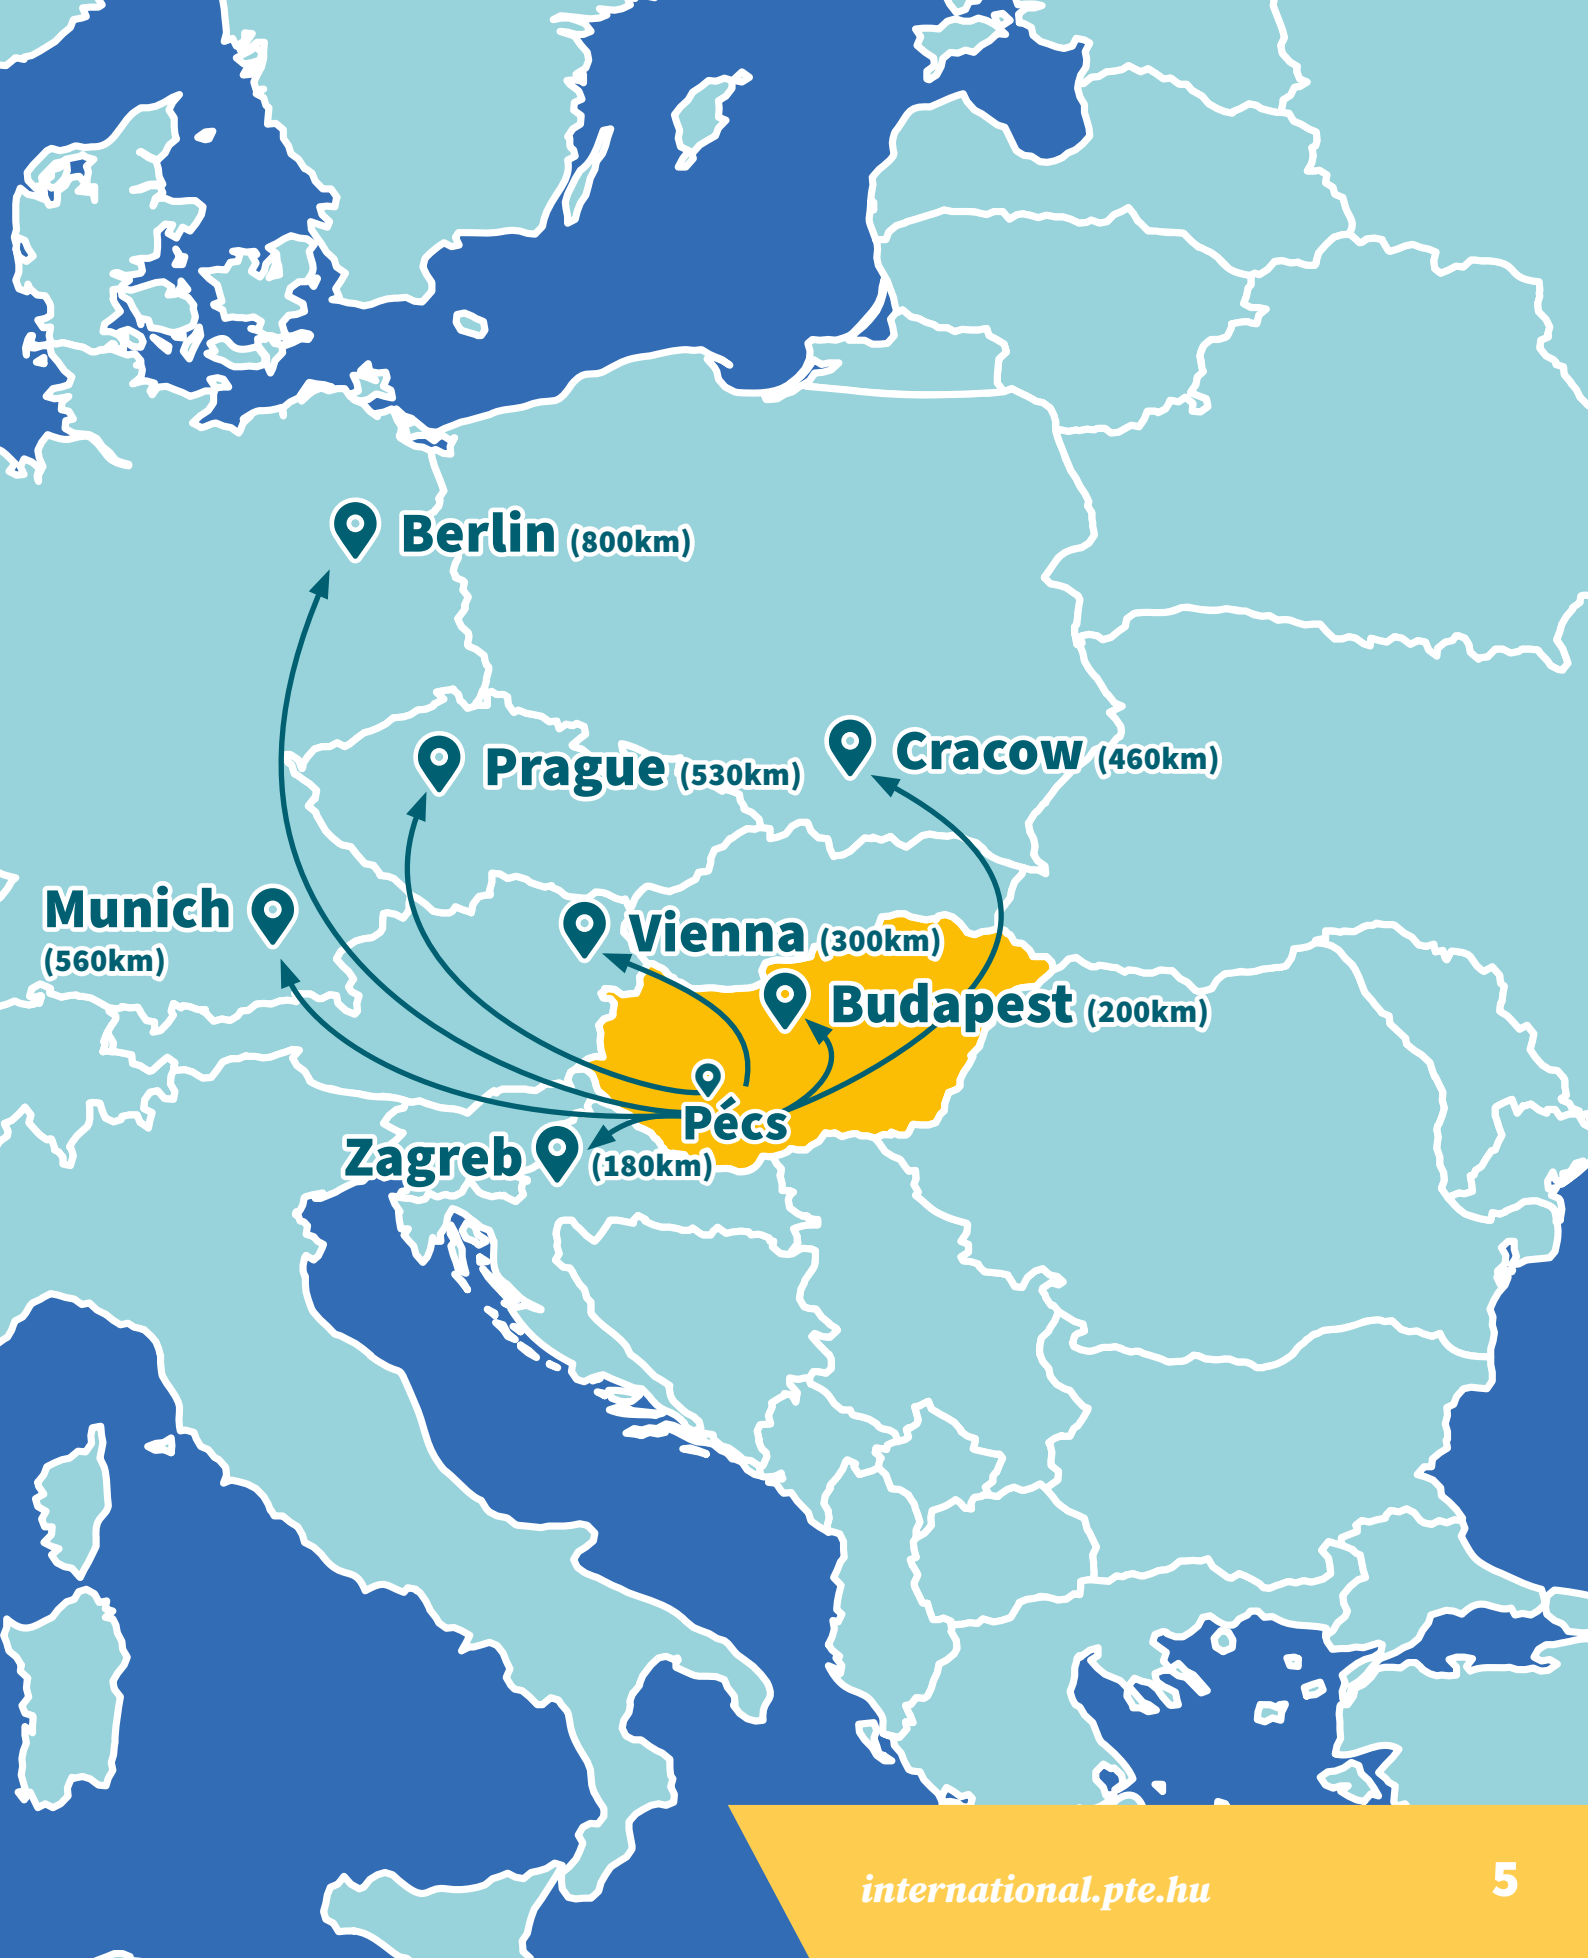 Berlin (800km)
Prague (530km)
Cracow (460km)
Munich
(560km)
Vienna (300km)
Budapest (200km)
Pécs
Zagreb (180km)
international.pte.hu
5